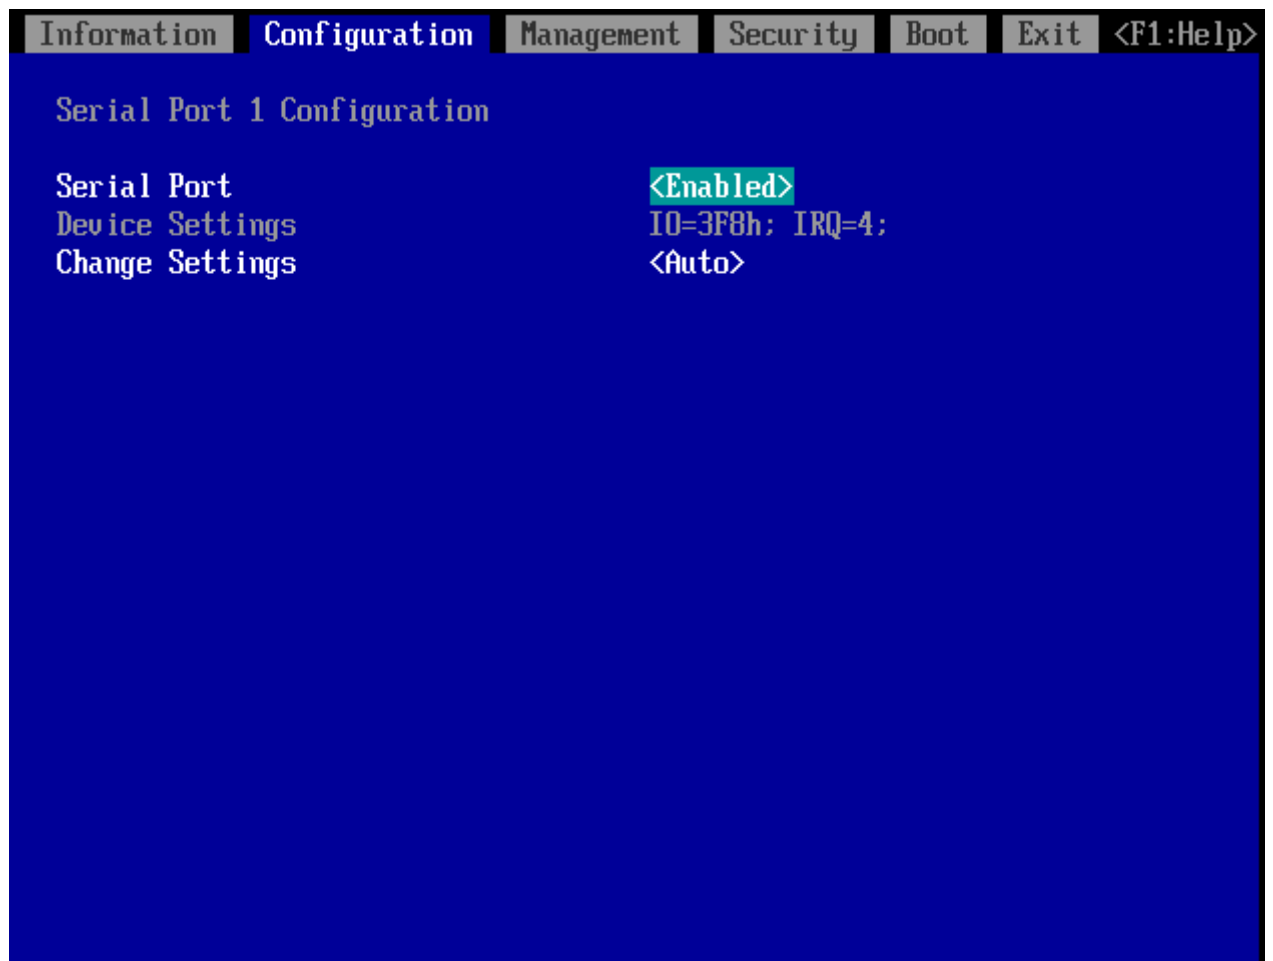 Information Configuration Management Security Boot Exit <F1:Help>
Serial Port 1 Configuration
Serial Port <Enabled>
Device Settings IO=3F8h; IRQ=4;
Change Settings <Auto>